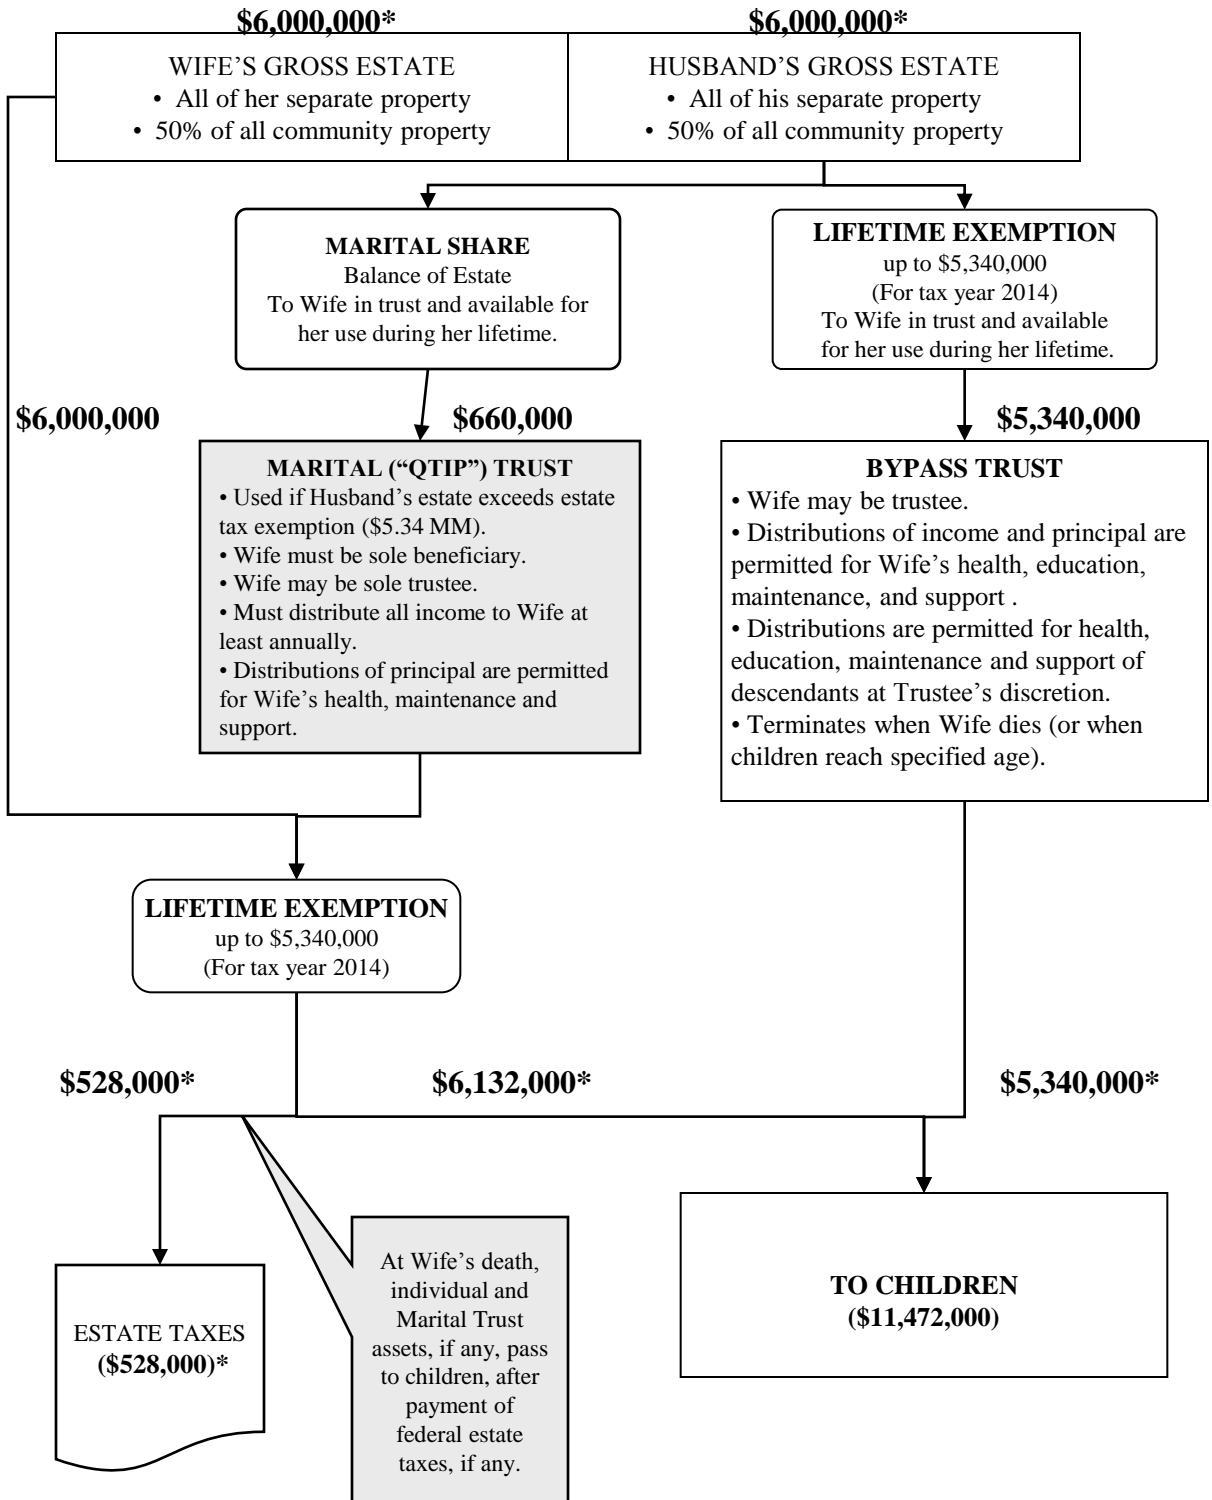 $6,000,000*
$6,000,000*
WIFE’S GROSS ESTATE
• All of her separate property
• 50% of all community property
HUSBAND’S GROSS ESTATE
• All of his separate property
• 50% of all community property
MARITAL SHARE
Balance of Estate
To Wife in trust and available for
her use during her lifetime.
LIFETIME EXEMPTION
up to $5,340,000
(For tax year 2014)
To Wife in trust and available
for her use during her lifetime.
$6,000,000
$660,000
$5,340,000
MARITAL (“QTIP”) TRUST
• Used if Husband’s estate exceeds estate
tax exemption ($5.34 MM).
• Wife must be sole beneficiary.
• Wife may be sole trustee.
• Must distribute all income to Wife at
least annually.
• Distributions of principal are permitted
for Wife’s health, maintenance and
support.
BYPASS TRUST
• Wife may be trustee.
• Distributions of income and principal are
permitted for Wife’s health, education,
maintenance, and support .
• Distributions are permitted for health,
education, maintenance and support of
descendants at Trustee’s discretion.
• Terminates when Wife dies (or when
children reach specified age).
LIFETIME EXEMPTION
up to $5,340,000
(For tax year 2014)
$528,000*
$6,132,000*
$5,340,000*
ESTATE TAXES
($528,000)*
At Wife’s death,
individual and
Marital Trust
assets, if any, pass
to children, after
payment of
federal estate
taxes, if any.
TO CHILDREN
($11,472,000)